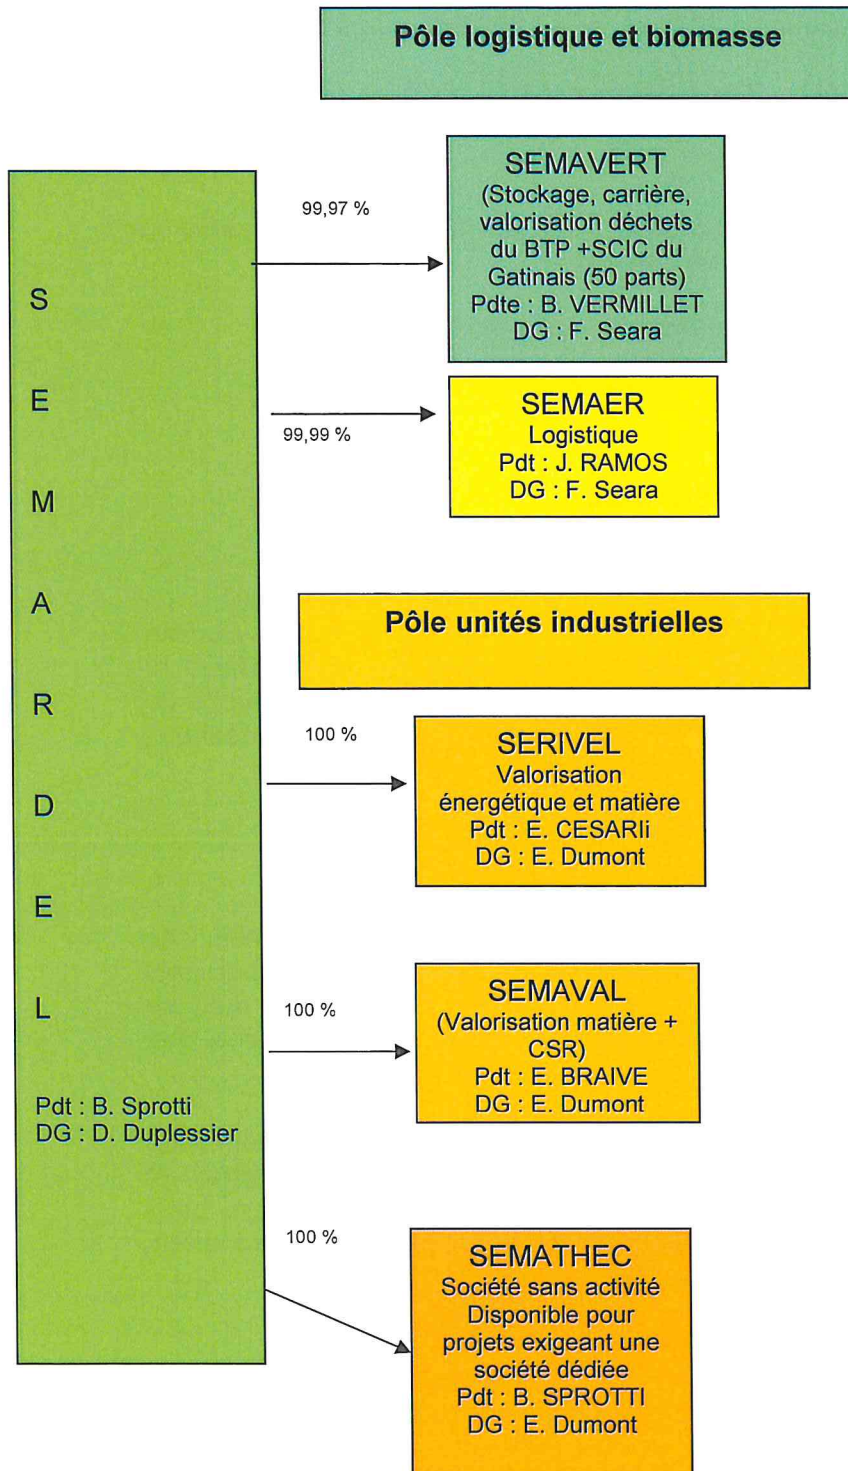 Pôle logistique et biomasse
SEMAVERT
(Stockage, carrière,
valorisation déchets
du BTP +SCIC du
Gatinais (50 parts)
Pdte : B. VERMILLET
DG : F. Seara
99,97 %
SEMAER
Logistique
Pdt : J. RAMOS
DG : F. Seara
99,99 %
S
E
M
A
R
D
E
L
Pdt : B. Sprotti
DG : D. Duplessier
Pôle unités industrielles
100 %
SERIVEL
Valorisation
énergétique et matière
Pdt : E. CESARIi
DG : E. Dumont
100 %
SEMAVAL
(Valorisation matière +
CSR)
Pdt : E. BRAIVE
DG : E. Dumont
100 %
SEMATHEC
Société sans activité
Disponible pour
projets exigeant une
société dédiée
Pdt : B. SPROTTI
DG : E. Dumont